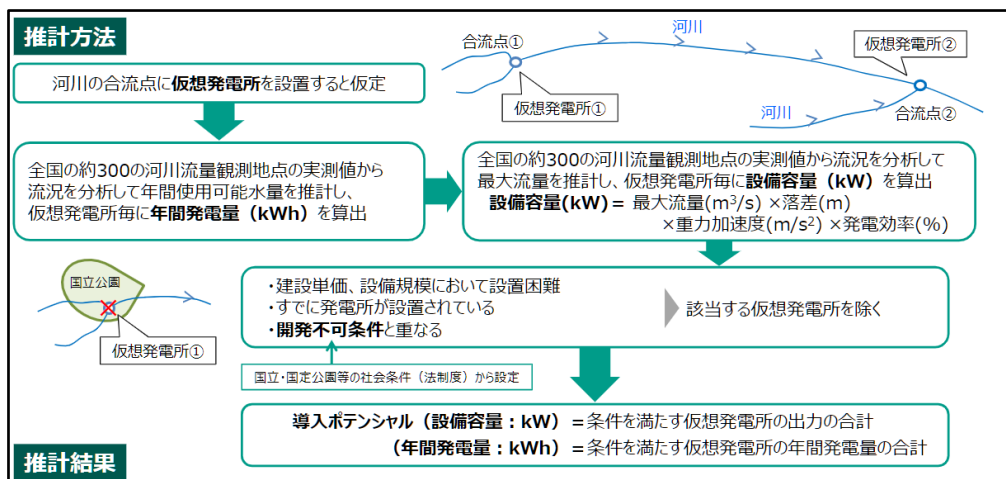 推計方法
河川の合流点に仮想発電所を設置すると仮定
合流点①
河川
仮想発電所①
仮想発電所②
河川
合流点②
全国の約300の河川流量観測地点の実測値から
流況を分析して年間使用可能水量を推計し、
仮想発電所毎に年間発電量（kWh）を算出
全国の約300の河川流量観測地点の実測値から流況を分析して
最大流量を推計し、仮想発電所毎に設備容量（kW）を算出
設備容量(kW)＝ 最大流量(m³/s) ×落差(m)
×重力加速度(m/s²) ×発電効率(%)
国立公園
仮想発電所①
・建設単価、設備規模において設置困難
・すでに発電所が設置されている
・開発不可条件と重なる
該当する仮想発電所を除く
国立・国定公園等の社会条件（法制度）から設定
導入ポテンシャル（設備容量：kW）＝条件を満たす仮想発電所の出力の合計
（年間発電量：kWh）＝条件を満たす仮想発電所の年間発電量の合計
推計結果